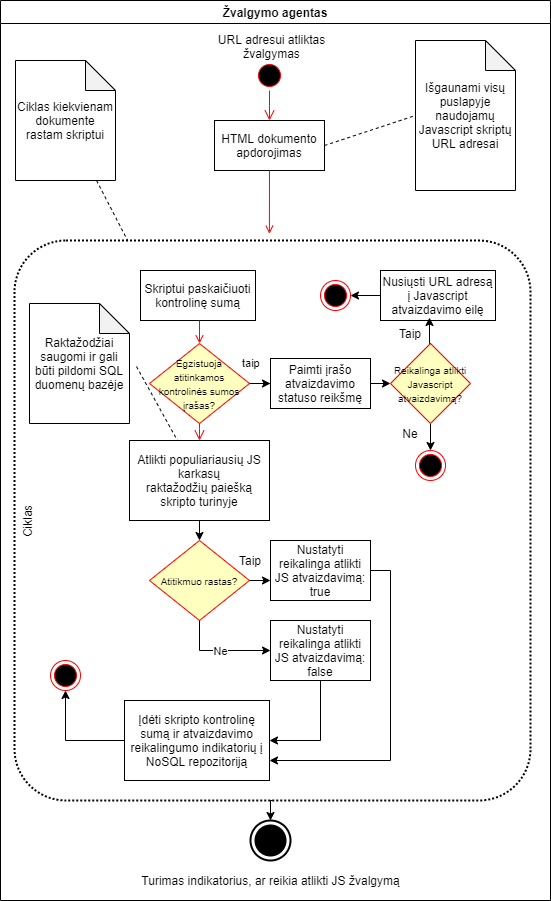 Žvalgymo agentas
URL adresui atliktas
žvalgymas
Ciklas kiekvienam
dokumente
rastam skriptui
HTML dokumento
apdorojimas
Išgaunami visų
puslapyje
naudojamų
Javascript skriptų
URL adresai
Skriptui paskaičiuoti
kontrolinę sumą
Nusiųsti URL adresą
į Javascript
atvaizdavimo eilę
Raktažodžiai
saugomi ir gali
būti pildomi SQL
duomenų bazėje
Egzistuoja
atitinkamos
kontrolinės sumos
įrašas?
taip
Paimti įrašo
atvaizdavimo
statuso reikšmę
Taip
Reikalinga atlikti
Javascript
atvaizdavimą?
Ne
Atlikti populiariausių JS
karkasų
raktažodžių paiešką
skripto turinyje
Ciklas
Atitikmuo rastas?
Taip
Nustatyti
reikalinga atlikti
JS atvaizdavimą:
true
Ne
Nustatyti
reikalinga atlikti
JS atvaizdavimą:
false
Įdėti skripto kontrolinę
sumą ir atvaizdavimo
reikalingumo indikatorių į
NoSQL repozitoriją
Turimas indikatorius, ar reikia atlikti JS žvalgymą